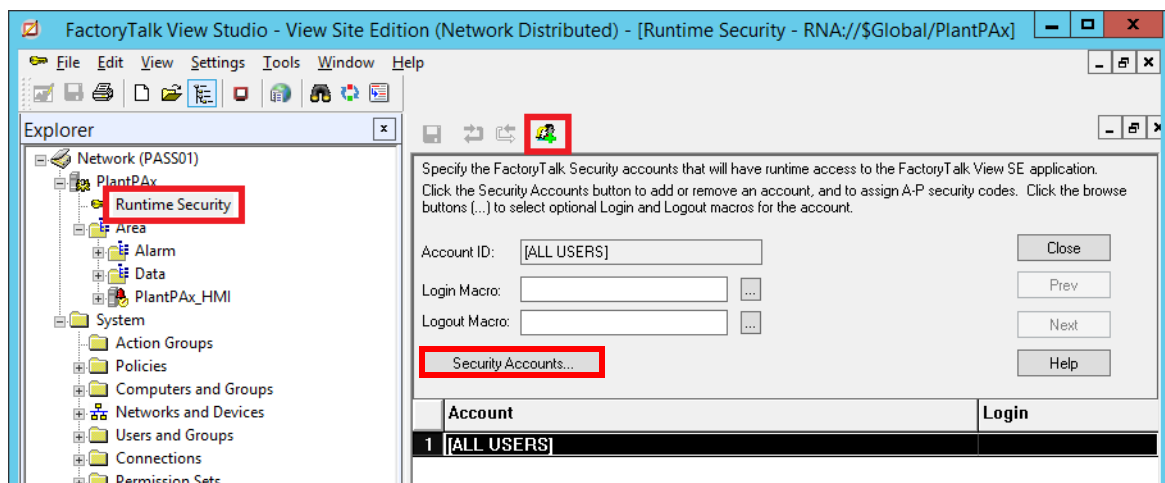 FactoryTalk View Studio - View Site Edition (Network Distributed) - [Runtime Security - RNA://$Global/PlantPAx]
File Edit View Settings Tools Window Help
Explorer
Network (PASS01)
PlantPAx
Runtime Security
Area
Alarm
Data
PlantPAx_HMI
System
Action Groups
Policies
Computers and Groups
Networks and Devices
Users and Groups
Connections
Permission Sets
Specify the FactoryTalk Security accounts that will have runtime access to the FactoryTalk View SE application.
Click the Security Accounts button to add or remove an account, and to assign A-P security codes. Click the browse
buttons (...) to select optional Login and Logout macros for the account.
Account ID: [ALL USERS]
Close
Login Macro: ...
Prev
Logout Macro: ...
Next
Security Accounts...
Help
Account Login
1 [ALL USERS]